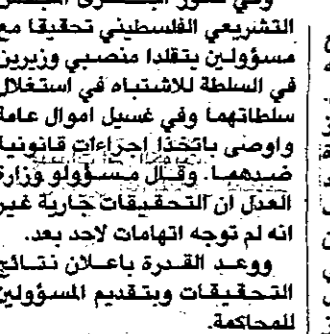 التشريعي الفلسطيني تحقيقا مع
مسؤولين يتقلدا منصبي وزيرين
في السلطة للاشتباه في استغلال
سلطاتهما وفي غسيل اموال عامة
واوصى باتخذا اجراءات قانونية
ضدهما. وقال مسؤولو وزارة
العدل ان التحقيقات جارية غير
انه لم توجه اتهامات لاحد بعد.
ووعد القدرة باعلان نتائج
التحقيقات وبتقديم المسؤولين
للمحاكمة.